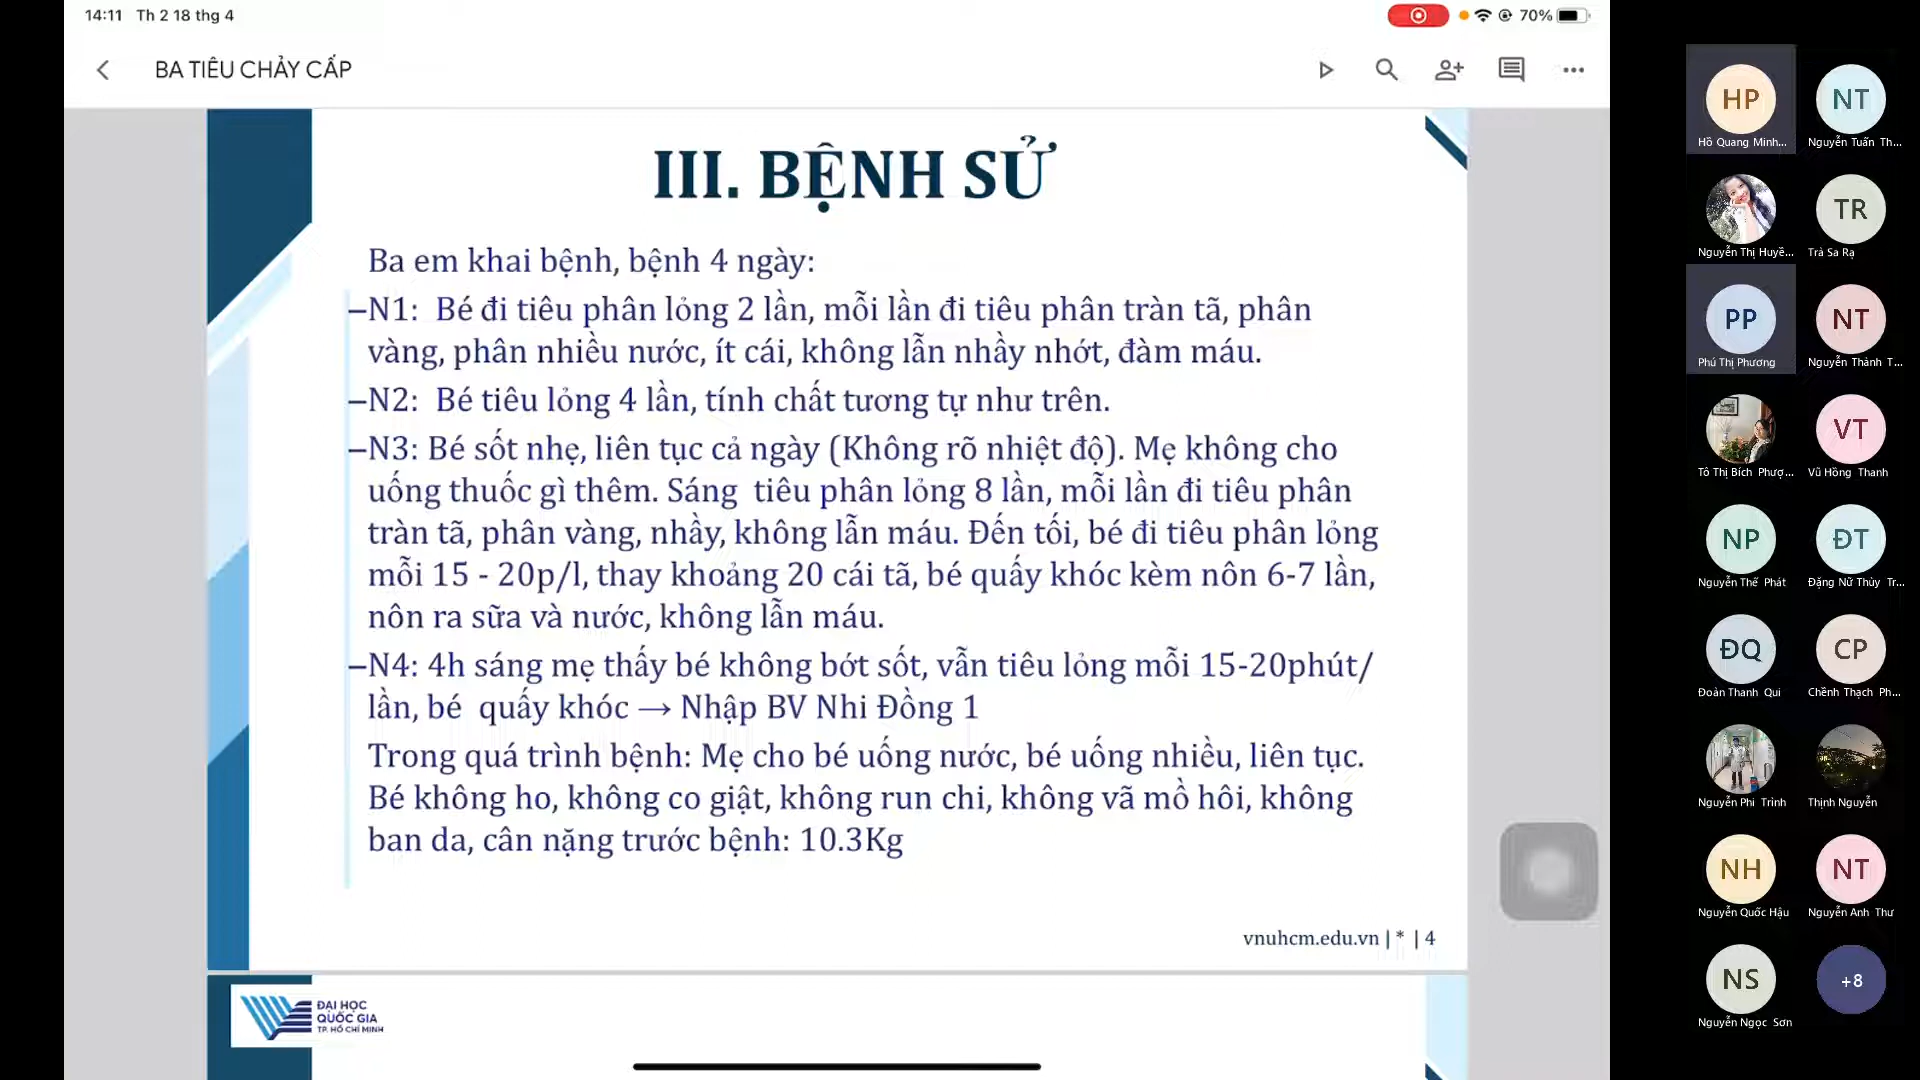 14:11 Th 2 18 thg 4
70%
BA TIÊU CHẢY CẤP
III. BỆNH SỬ
Ba em khai bệnh, bệnh 4 ngày:
–N1: Bé đi tiêu phân lỏng 2 lần, mỗi lần đi tiêu phân tràn tã, phân
vàng, phân nhiều nước, ít cái, không lẫn nhầy nhớt, đàm máu.
–N2: Bé tiêu lỏng 4 lần, tính chất tương tự như trên.
–N3: Bé sốt nhẹ, liên tục cả ngày (Không rõ nhiệt độ). Mẹ không cho
uống thuốc gì thêm. Sáng tiêu phân lỏng 8 lần, mỗi lần đi tiêu phân
tràn tã, phân vàng, nhầy, không lẫn máu. Đến tối, bé đi tiêu phân lỏng
mỗi 15 - 20p/l, thay khoảng 20 cái tã, bé quấy khóc kèm nôn 6-7 lần,
nôn ra sữa và nước, không lẫn máu.
–N4: 4h sáng mẹ thấy bé không bớt sốt, vẫn tiêu lỏng mỗi 15-20phút/
lần, bé quấy khóc → Nhập BV Nhi Đồng 1
Trong quá trình bệnh: Mẹ cho bé uống nước, bé uống nhiều, liên tục.
Bé không ho, không co giật, không run chi, không vã mồ hôi, không
ban da, cân nặng trước bệnh: 10.3Kg
vnuhcm.edu.vn | * | 4
ĐẠI HỌC
QUỐC GIA
TP. HỒ CHÍ MINH
HP NT
Hồ Quang Minh... Nguyễn Tuấn Th...
TR
Nguyễn Thị Huyề... Trà Sa Rạ
PP NT
Phú Thị Phương Nguyễn Thành T...
VT
Tô Thị Bích Phượ... Vũ Hồng Thanh
NP ĐT
Nguyễn Thế Phát Đặng Nữ Thùy Tr...
ĐQ CP
Đoàn Thanh Qui Chềnh Thạch Ph...
Nguyễn Phi Trình Thịnh Nguyễn
NH NT
Nguyễn Quốc Hậu Nguyễn Anh Thư
NS +8
Nguyễn Ngọc Sơn